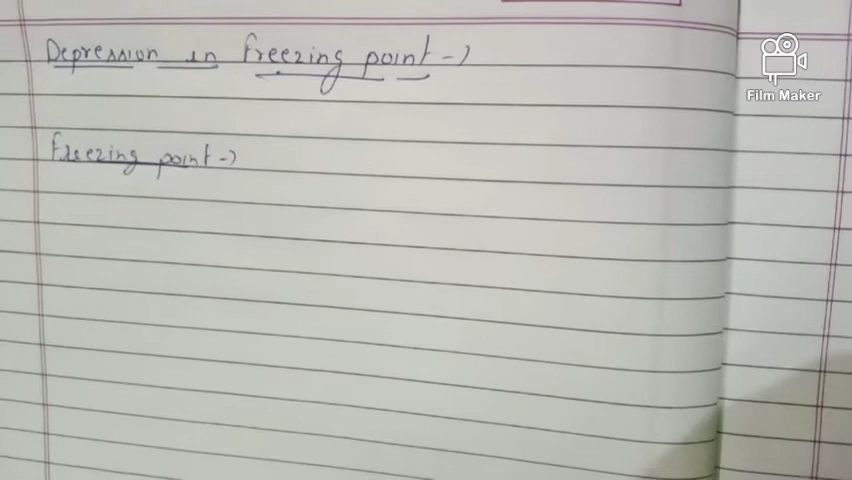 Depression in freezing point →
freezing point →
Film Maker